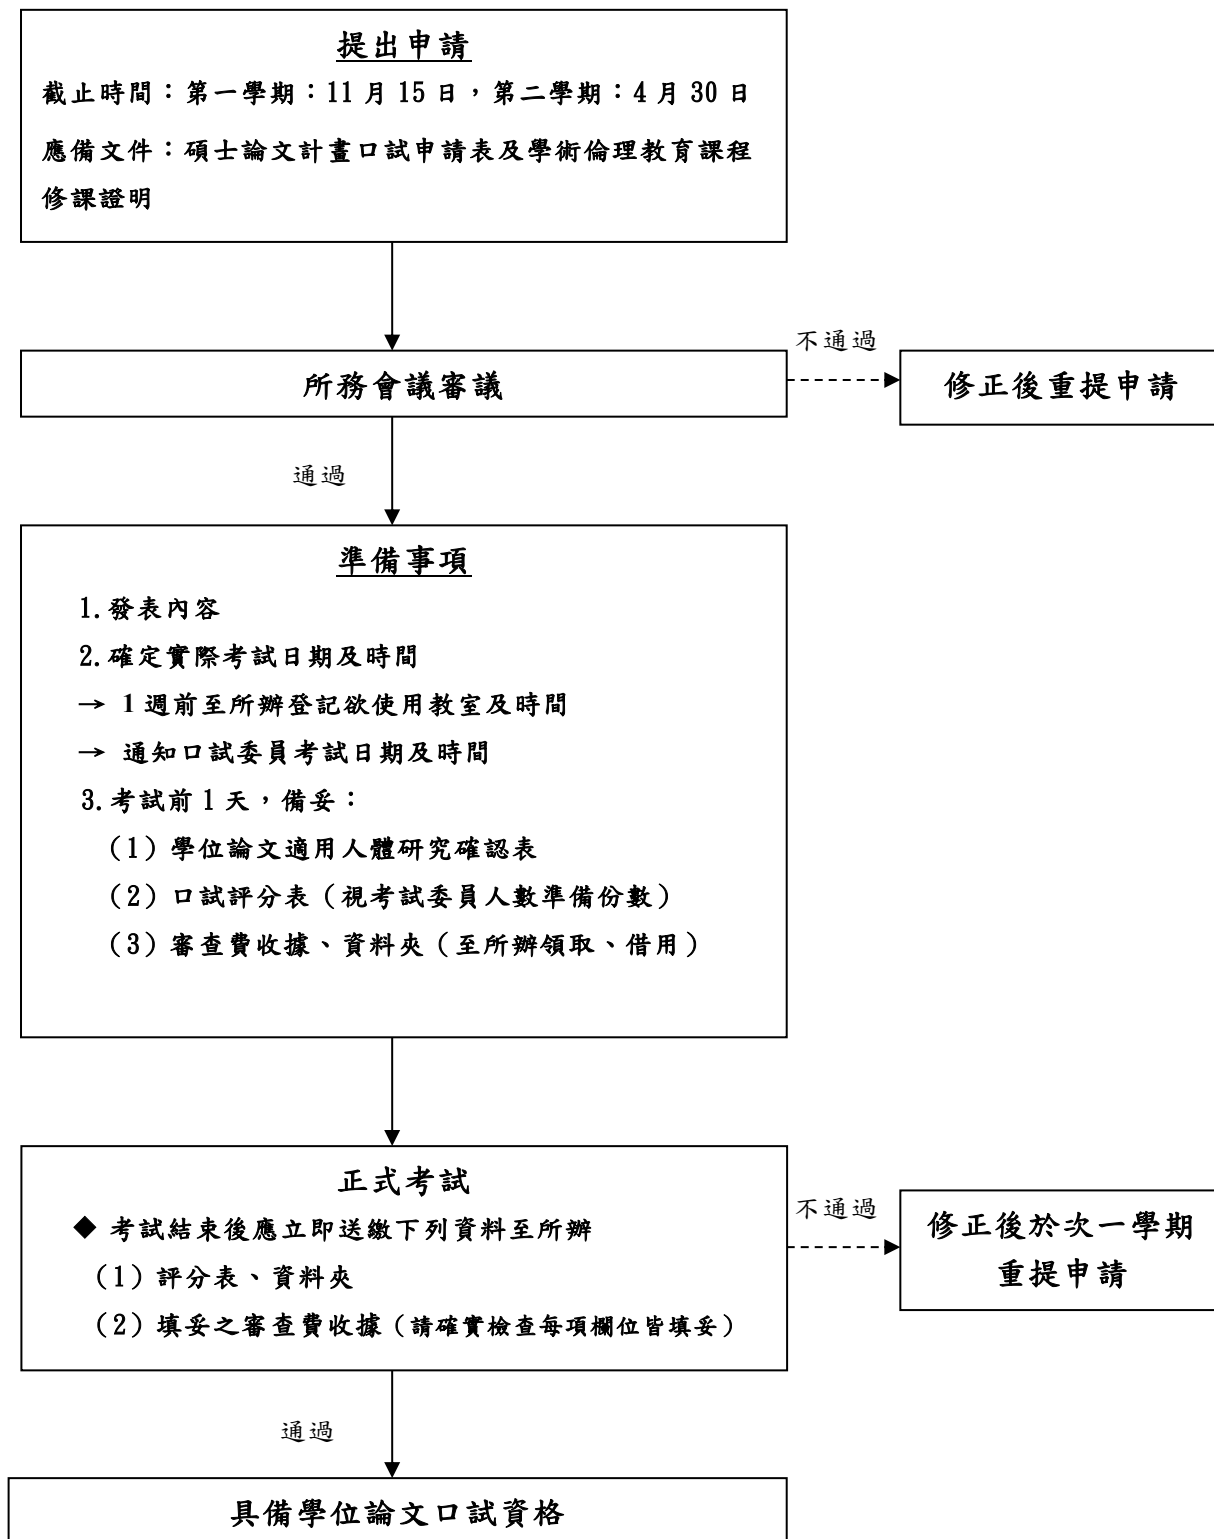 提出申請
截止時間：第一學期：11 月 15 日，第二學期：4 月 30 日
應備文件：碩士論文計畫口試申請表及學術倫理教育課程
修課證明
不通過
所務會議審議
修正後重提申請
通過
準備事項
1.發表內容
2.確定實際考試日期及時間
→ 1 週前至所辦登記欲使用教室及時間
→ 通知口試委員考試日期及時間
3.考試前 1 天，備妥：
（1）學位論文適用人體研究確認表
（2）口試評分表（視考試委員人數準備份數）
（3）審查費收據、資料夾（至所辦領取、借用）
正式考試
◆ 考試結束後應立即送繳下列資料至所辦
（1）評分表、資料夾
（2）填妥之審查費收據（請確實檢查每項欄位皆填妥）
不通過
修正後於次一學期
重提申請
通過
具備學位論文口試資格